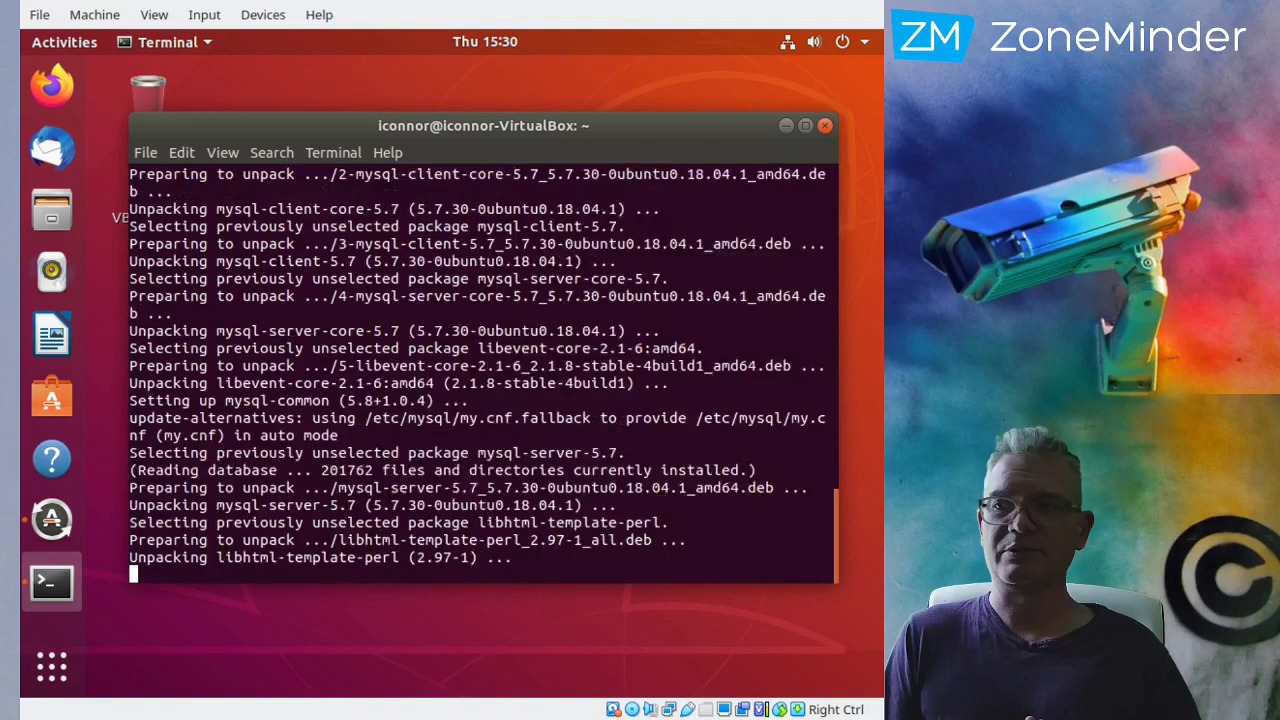 File Machine View Input Devices Help
Activities Terminal Thu 15:30
ZM ZoneMinder
iconnor@iconnor-VirtualBox: ~
File Edit View Search Terminal Help
Preparing to unpack .../2-mysql-client-core-5.7_5.7.30-0ubuntu0.18.04.1_amd64.de
b ...
Unpacking mysql-client-core-5.7 (5.7.30-0ubuntu0.18.04.1) ...
Selecting previously unselected package mysql-client-5.7.
Preparing to unpack .../3-mysql-client-5.7_5.7.30-0ubuntu0.18.04.1_amd64.deb ...
Unpacking mysql-client-5.7 (5.7.30-0ubuntu0.18.04.1) ...
Selecting previously unselected package mysql-server-core-5.7.
Preparing to unpack .../4-mysql-server-core-5.7_5.7.30-0ubuntu0.18.04.1_amd64.de
b ...
Unpacking mysql-server-core-5.7 (5.7.30-0ubuntu0.18.04.1) ...
Selecting previously unselected package libevent-core-2.1-6:amd64.
Preparing to unpack .../5-libevent-core-2.1-6_2.1.8-stable-4build1_amd64.deb ...
Unpacking libevent-core-2.1-6:amd64 (2.1.8-stable-4build1) ...
Setting up mysql-common (5.8+1.0.4) ...
update-alternatives: using /etc/mysql/my.cnf.fallback to provide /etc/mysql/my.c
nf (my.cnf) in auto mode
Selecting previously unselected package mysql-server-5.7.
(Reading database ... 201762 files and directories currently installed.)
Preparing to unpack .../mysql-server-5.7_5.7.30-0ubuntu0.18.04.1_amd64.deb ...
Unpacking mysql-server-5.7 (5.7.30-0ubuntu0.18.04.1) ...
Selecting previously unselected package libhtml-template-perl.
Preparing to unpack .../libhtml-template-perl_2.97-1_all.deb ...
Unpacking libhtml-template-perl (2.97-1) ...
Right Ctrl